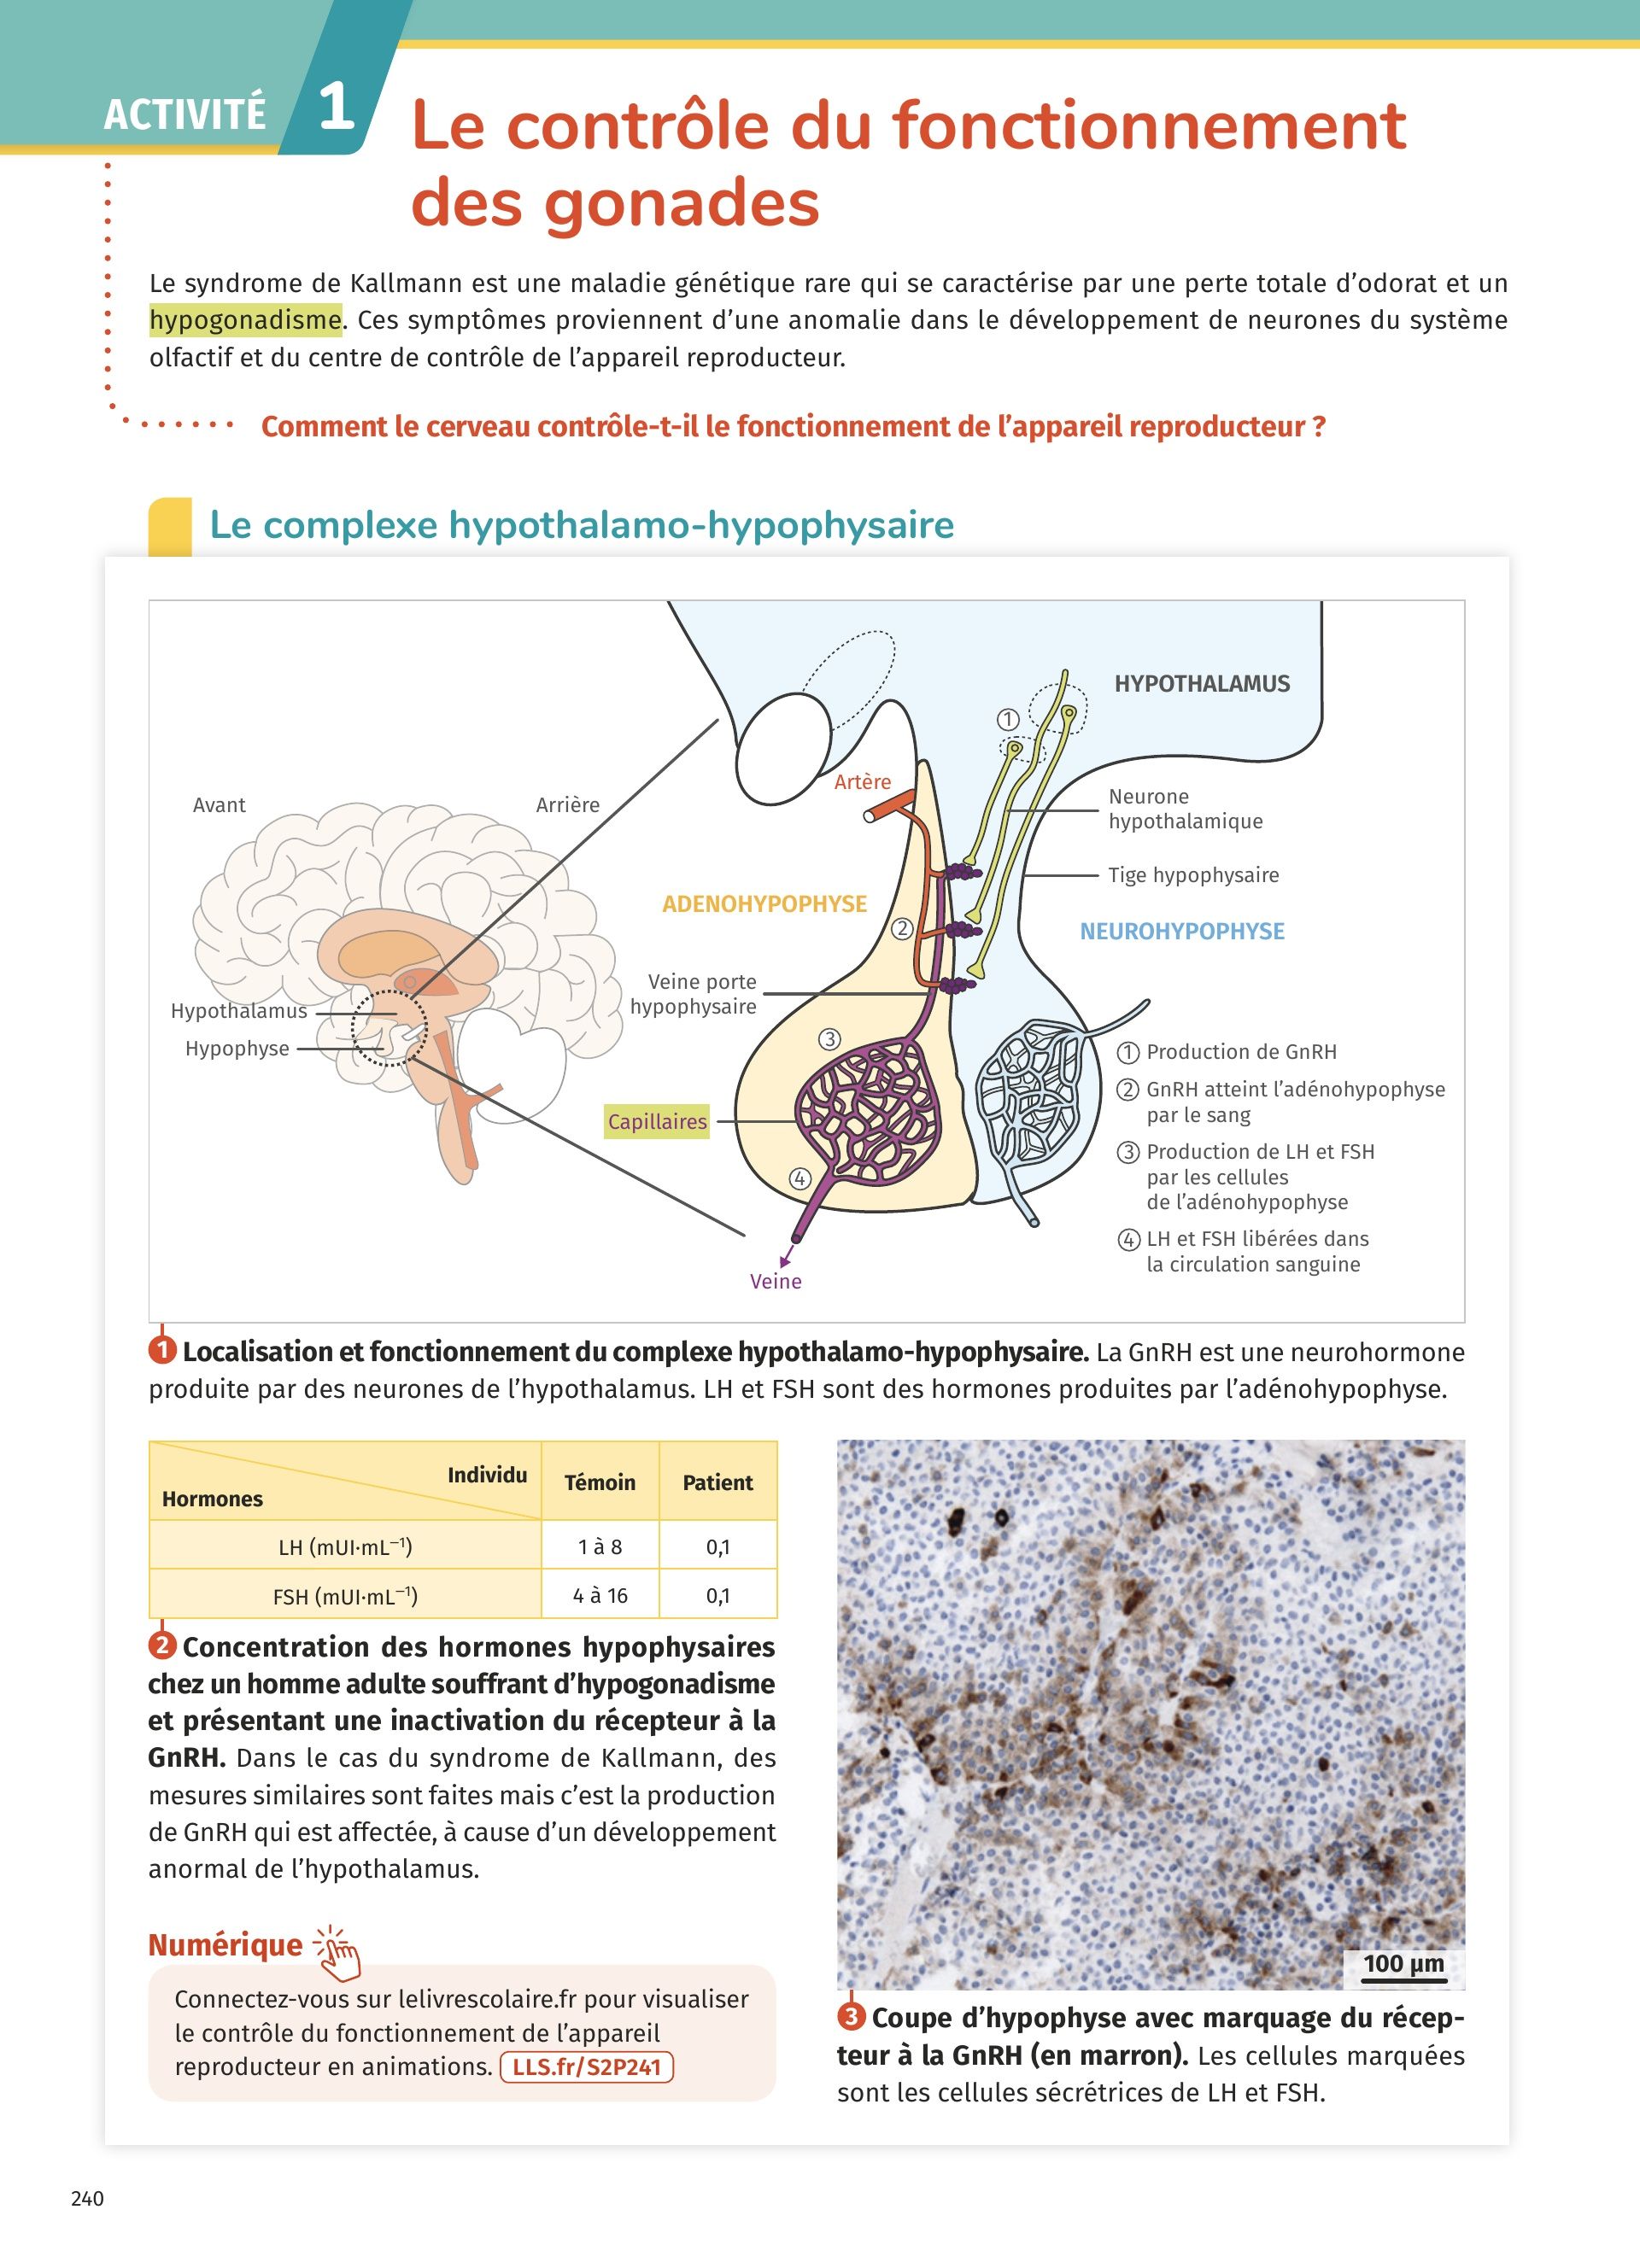 ACTIVITÉ 1
Le contrôle du fonctionnement
des gonades
Le syndrome de Kallmann est une maladie génétique rare qui se caractérise par une perte totale d’odorat et un
hypogonadisme. Ces symptômes proviennent d’une anomalie dans le développement de neurones du système
olfactif et du centre de contrôle de l’appareil reproducteur.
Comment le cerveau contrôle-t-il le fonctionnement de l’appareil reproducteur ?
Le complexe hypothalamo-hypophysaire
Avant
Arrière
Hypothalamus
Hypophyse
HYPOTHALAMUS
①
Artère
Neurone
hypothalamique
Tige hypophysaire
ADENOHYPOPHYSE
②
NEUROHYPOPHYSE
Veine porte
hypophysaire
③
Capillaires
④
Veine
① Production de GnRH
② GnRH atteint l’adénohypophyse
par le sang
③ Production de LH et FSH
par les cellules
de l’adénohypophyse
④ LH et FSH libérées dans
la circulation sanguine
1 Localisation et fonctionnement du complexe hypothalamo-hypophysaire. La GnRH est une neurohormone
produite par des neurones de l’hypothalamus. LH et FSH sont des hormones produites par l’adénohypophyse.
Individu
Hormones
Témoin Patient
LH (mUI·mL⁻¹) 1 à 8 0,1
FSH (mUI·mL⁻¹) 4 à 16 0,1
2 Concentration des hormones hypophysaires
chez un homme adulte souffrant d’hypogonadisme
et présentant une inactivation du récepteur à la
GnRH. Dans le cas du syndrome de Kallmann, des
mesures similaires sont faites mais c’est la production
de GnRH qui est affectée, à cause d’un développement
anormal de l’hypothalamus.
Numérique
Connectez-vous sur lelivrescolaire.fr pour visualiser
le contrôle du fonctionnement de l’appareil
reproducteur en animations. LLS.fr/S2P241
100 µm
3 Coupe d’hypophyse avec marquage du récep-
teur à la GnRH (en marron). Les cellules marquées
sont les cellules sécrétrices de LH et FSH.
240